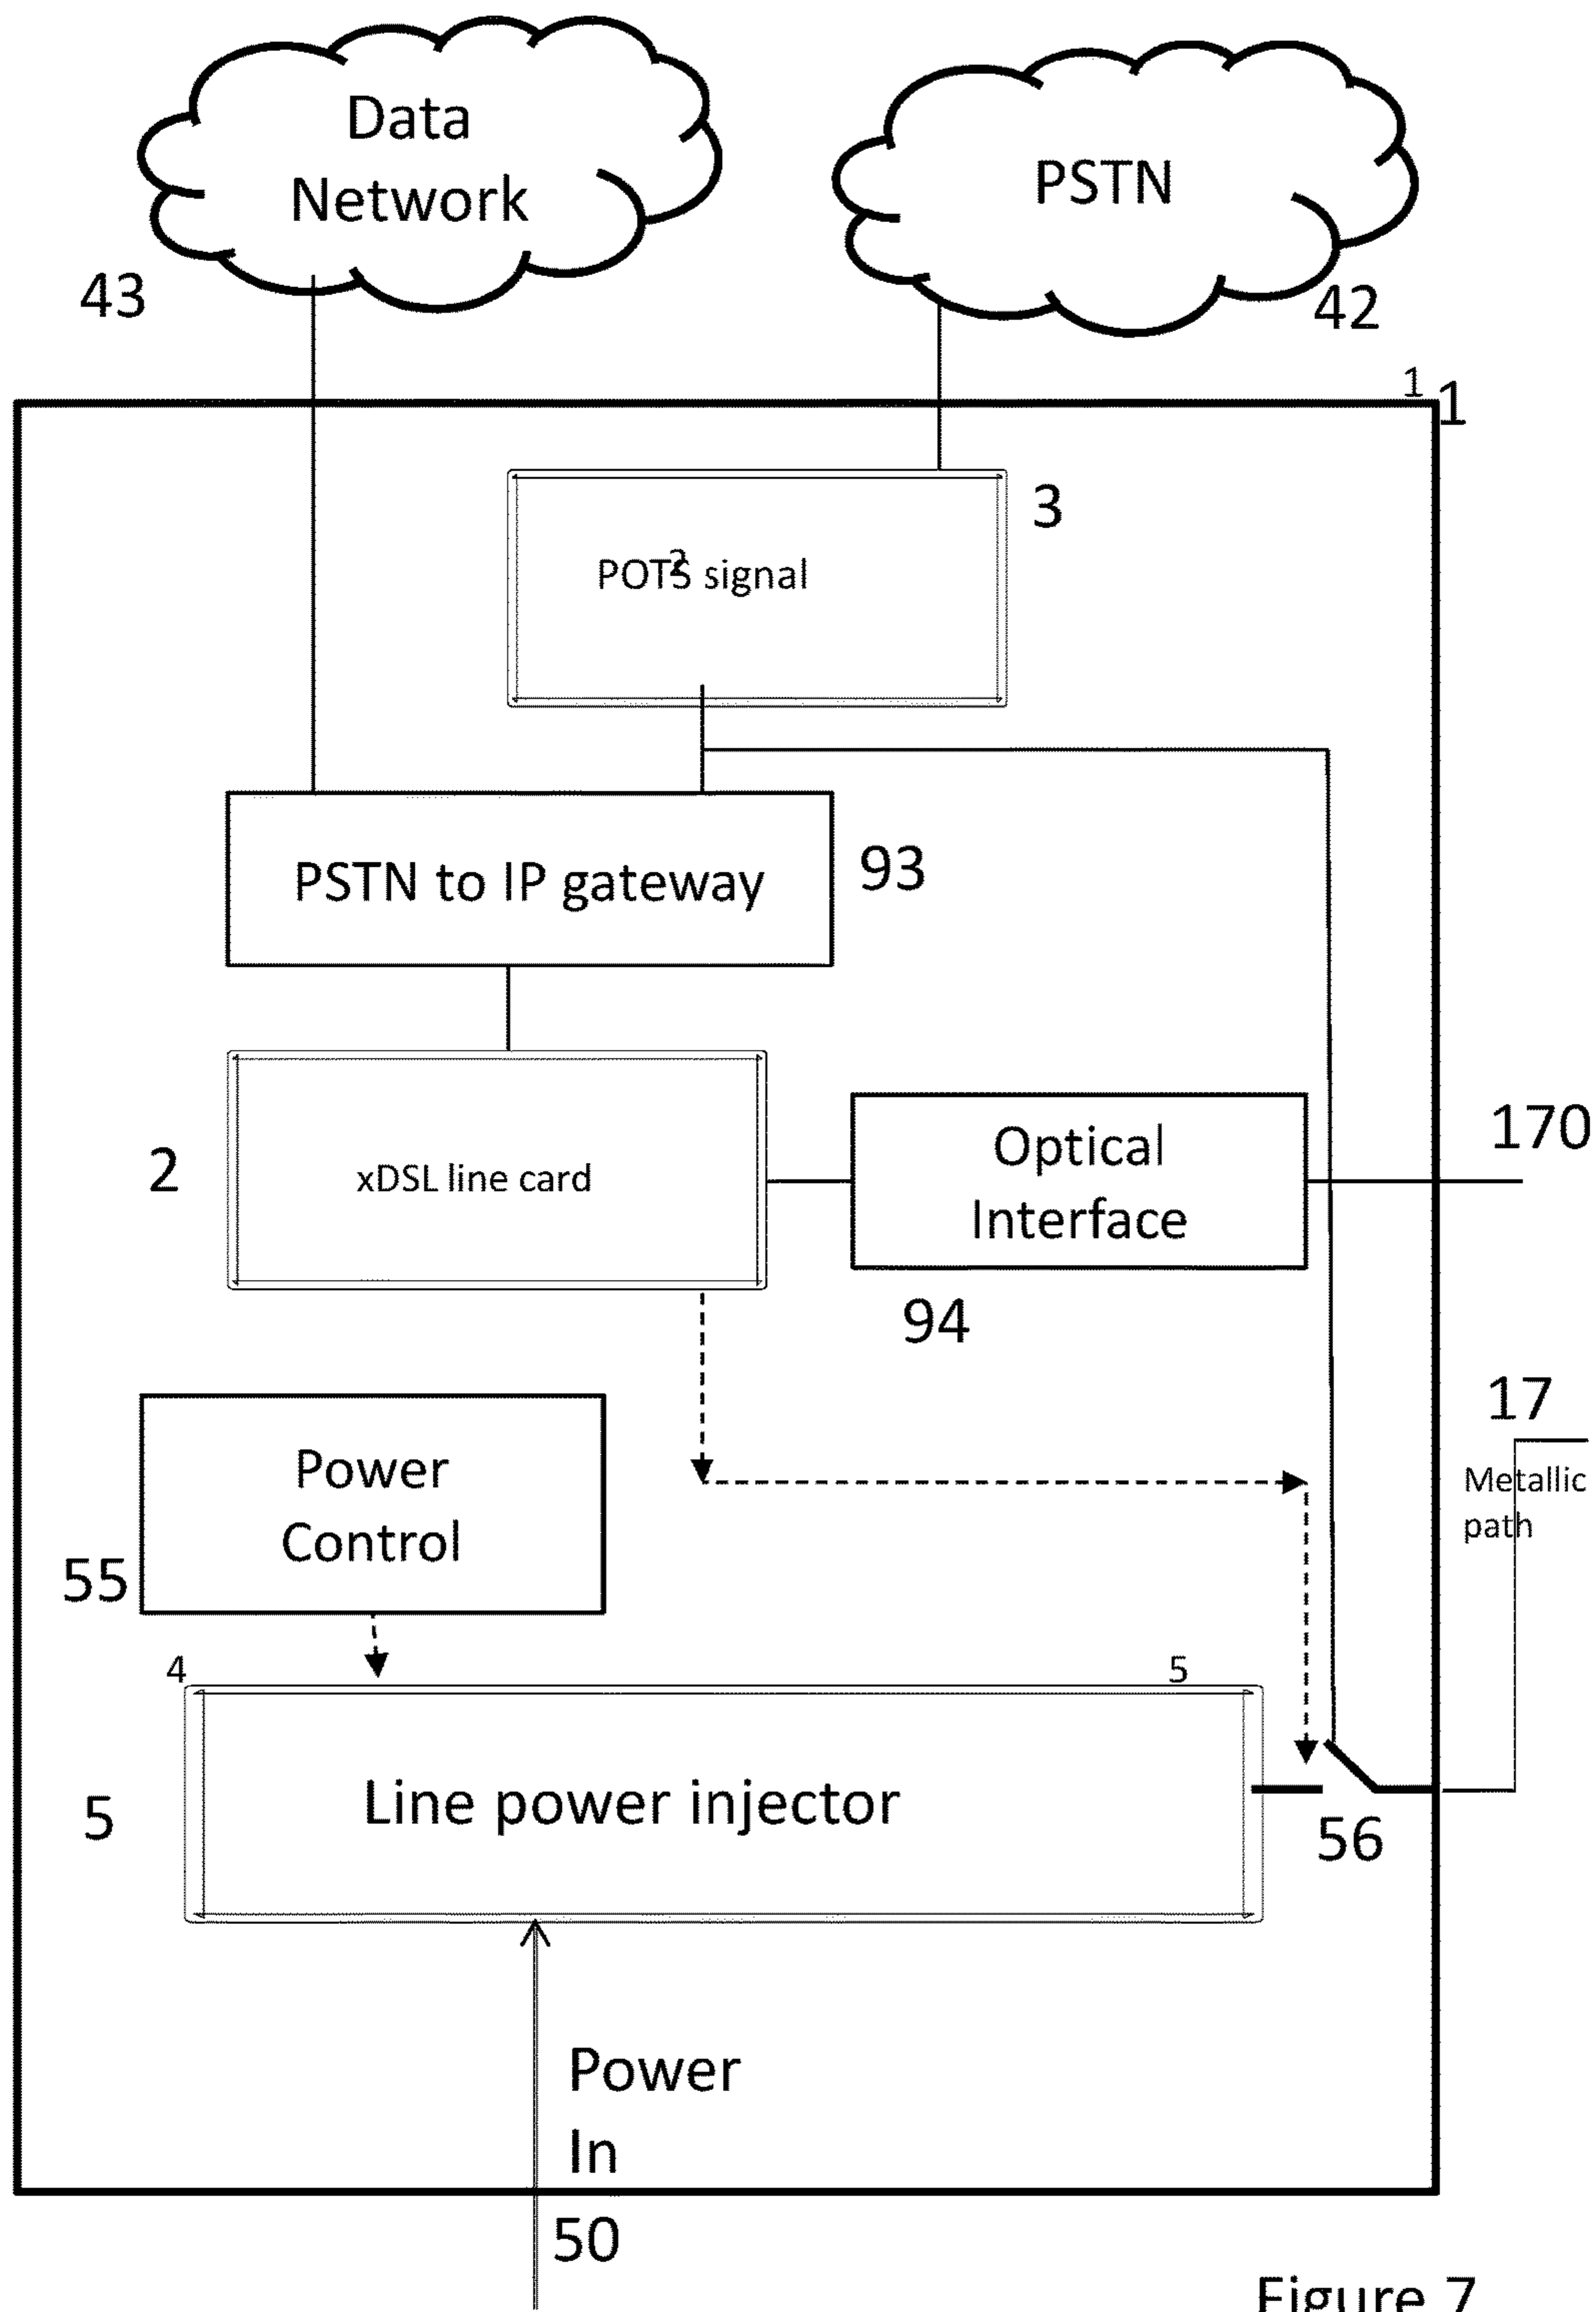 Data
Network
PSTN
43
42
1
1
3
2
POTS signal
PSTN to IP gateway
93
2
xDSL line card
Optical
Interface
170
94
17
Metallic
path
Power
Control
55
4
5
Line power injector
5
56
Power
In
50
Figure 7